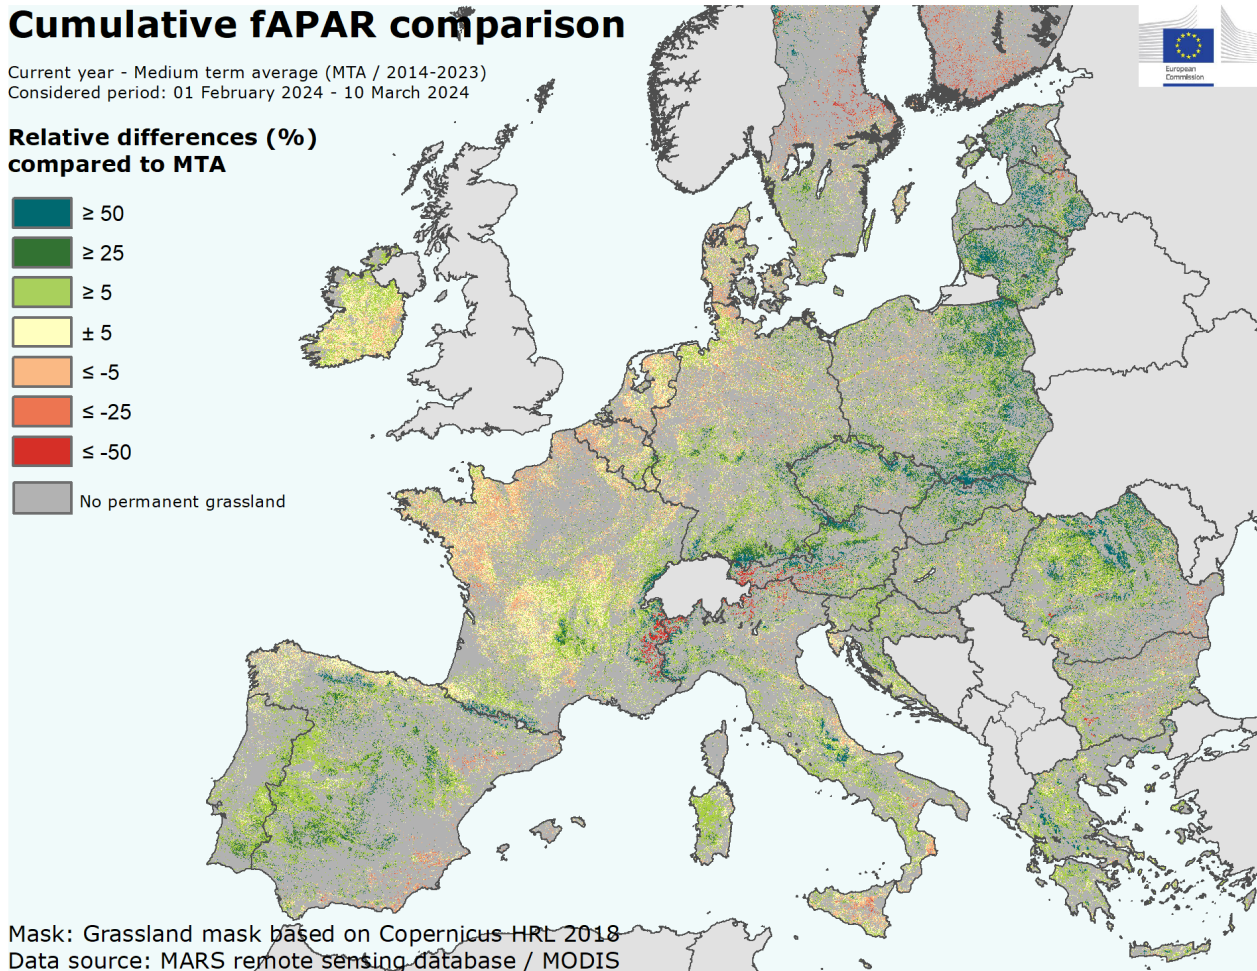 Cumulative fAPAR comparison
Current year - Medium term average (MTA / 2014-2023)
Considered period: 01 February 2024 - 10 March 2024
Relative differences (%)
compared to MTA
≥ 50
≥ 25
≥ 5
± 5
≤ -5
≤ -25
≤ -50
No permanent grassland
European
Commission
Mask: Grassland mask based on Copernicus HRL 2018
Data source: MARS remote sensing database / MODIS